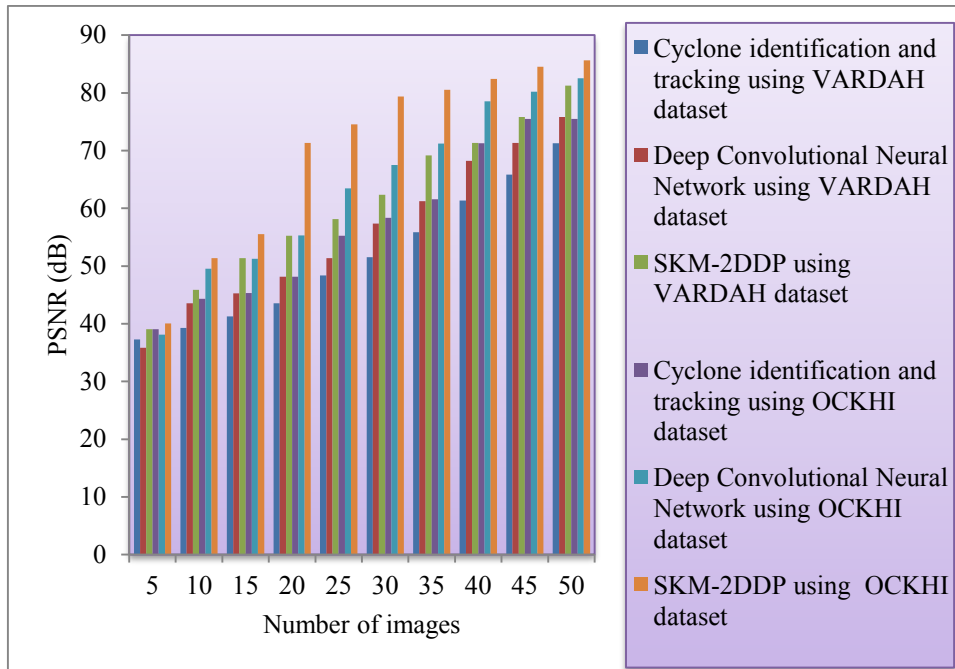 90
80
70
60
50
40
30
20
10
0
PSNR (dB)
5 10 15 20 25 30 35 40 45 50
Number of images
Cyclone identification and
tracking using VARDAH
dataset
Deep Convolutional Neural
Network using VARDAH
dataset
SKM-2DDP using
VARDAH dataset
Cyclone identification and
tracking using OCKHI
dataset
Deep Convolutional Neural
Network using OCKHI
dataset
SKM-2DDP using OCKHI
dataset